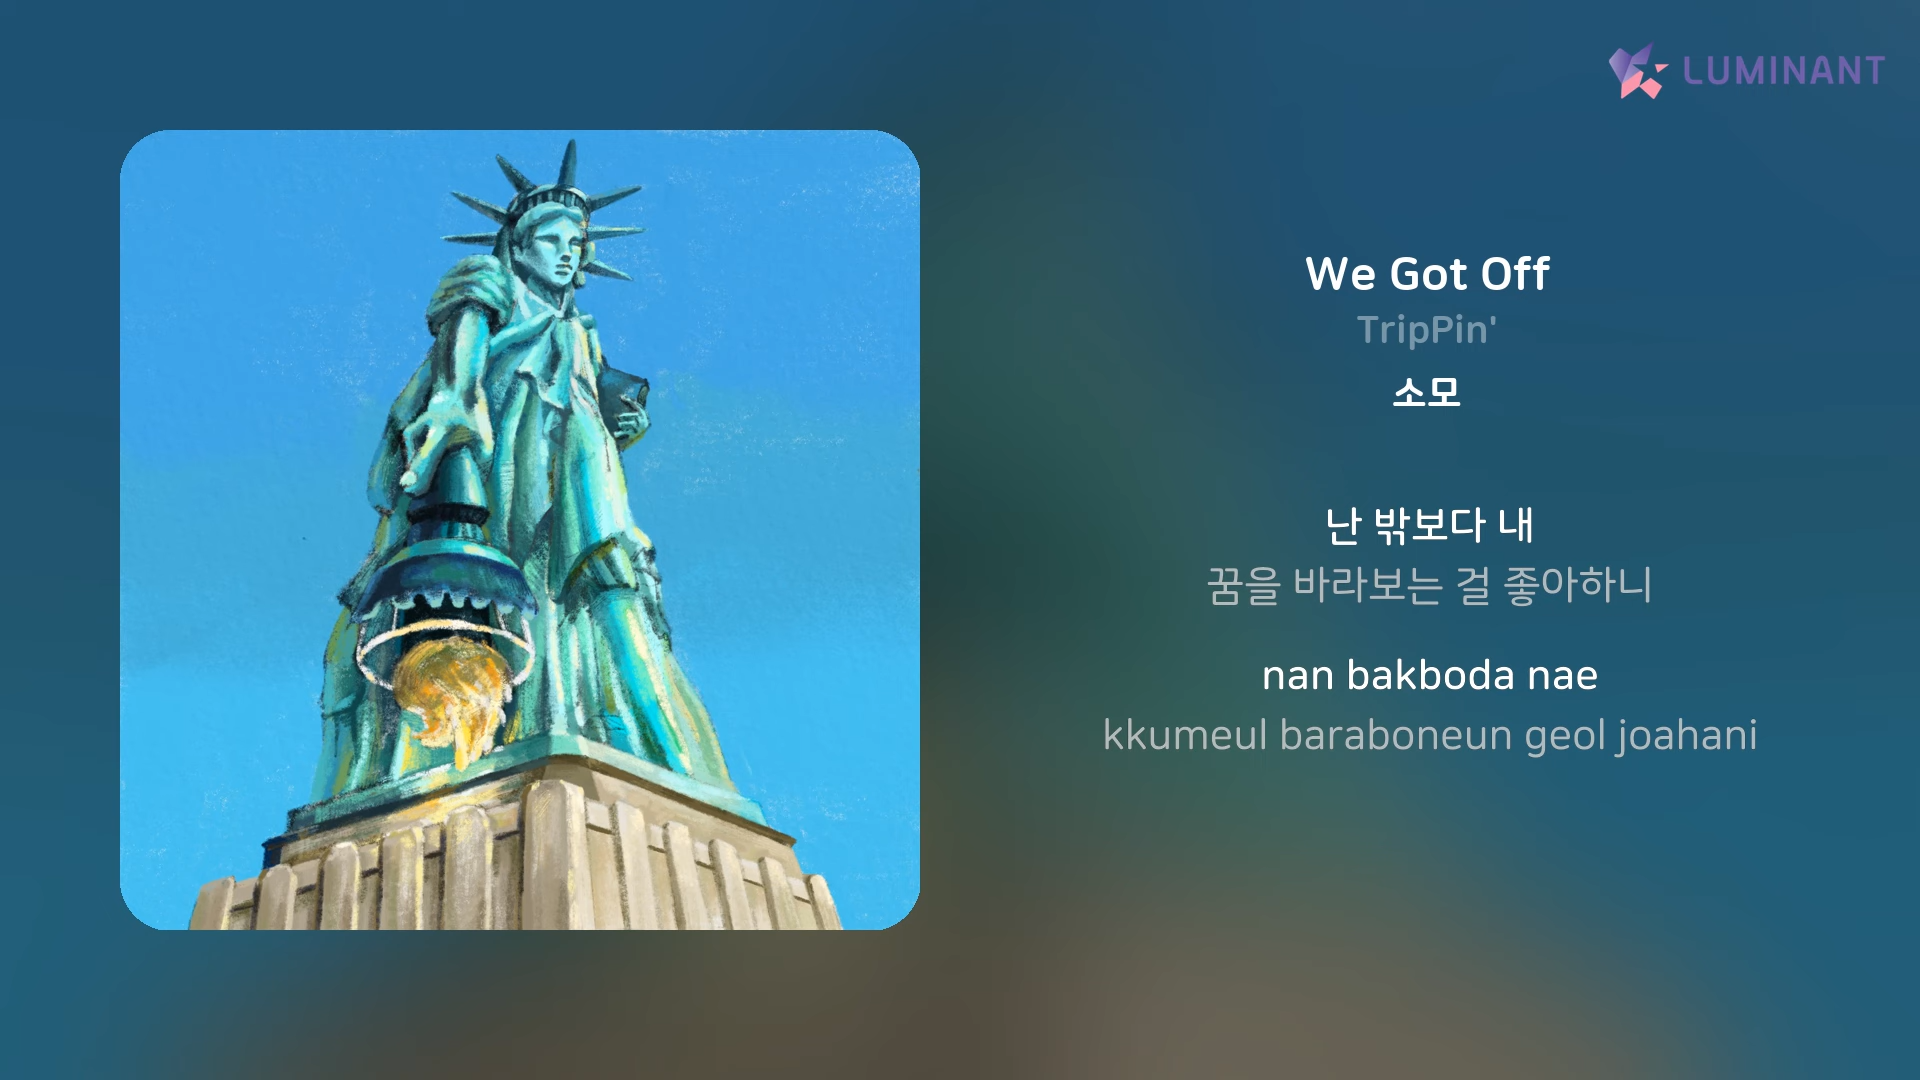 LUMINANT
We Got Off
TripPin'
소모
난 밖보다 내
꿈을 바라보는 걸 좋아하니
nan bakboda nae
kkumeul baraboneun geol joahani